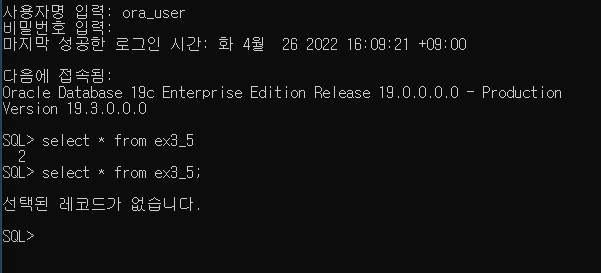 사용자명 입력: ora_user
비밀번호 입력:
마지막 성공한 로그인 시간: 화 4월  26 2022 16:09:21 +09:00
다음에 접속됨:
Oracle Database 19c Enterprise Edition Release 19.0.0.0.0 - Production
Version 19.3.0.0.0
SQL> select * from ex3_5
  2
SQL> select * from ex3_5;
선택된 레코드가 없습니다.
SQL>